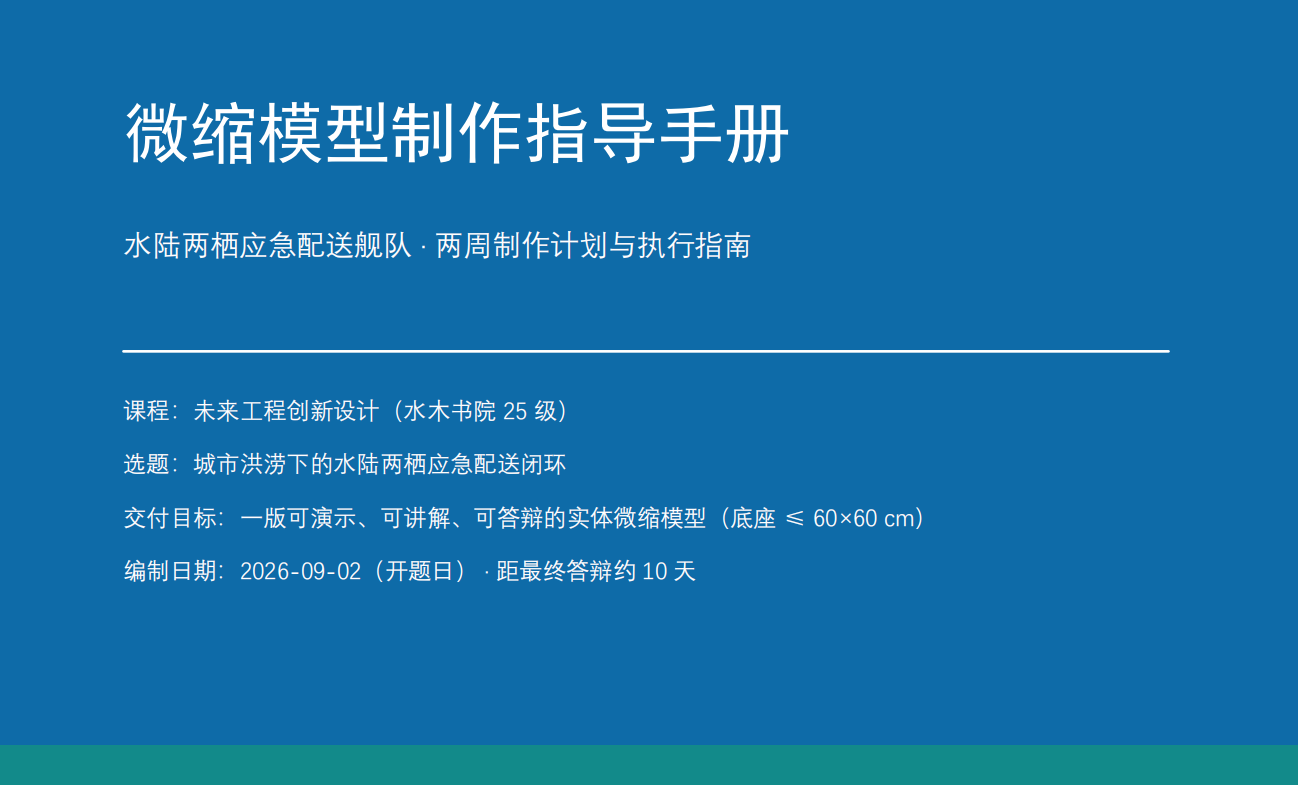 微缩模型制作指导手册
水陆两栖应急配送舰队 · 两周制作计划与执行指南
课程：未来工程创新设计（水木书院 25 级）
选题：城市洪涝下的水陆两栖应急配送闭环
交付目标：一版可演示、可讲解、可答辩的实体微缩模型（底座 ≤ 60×60 cm）
编制日期：2026-09-02（开题日） · 距最终答辩约 10 天